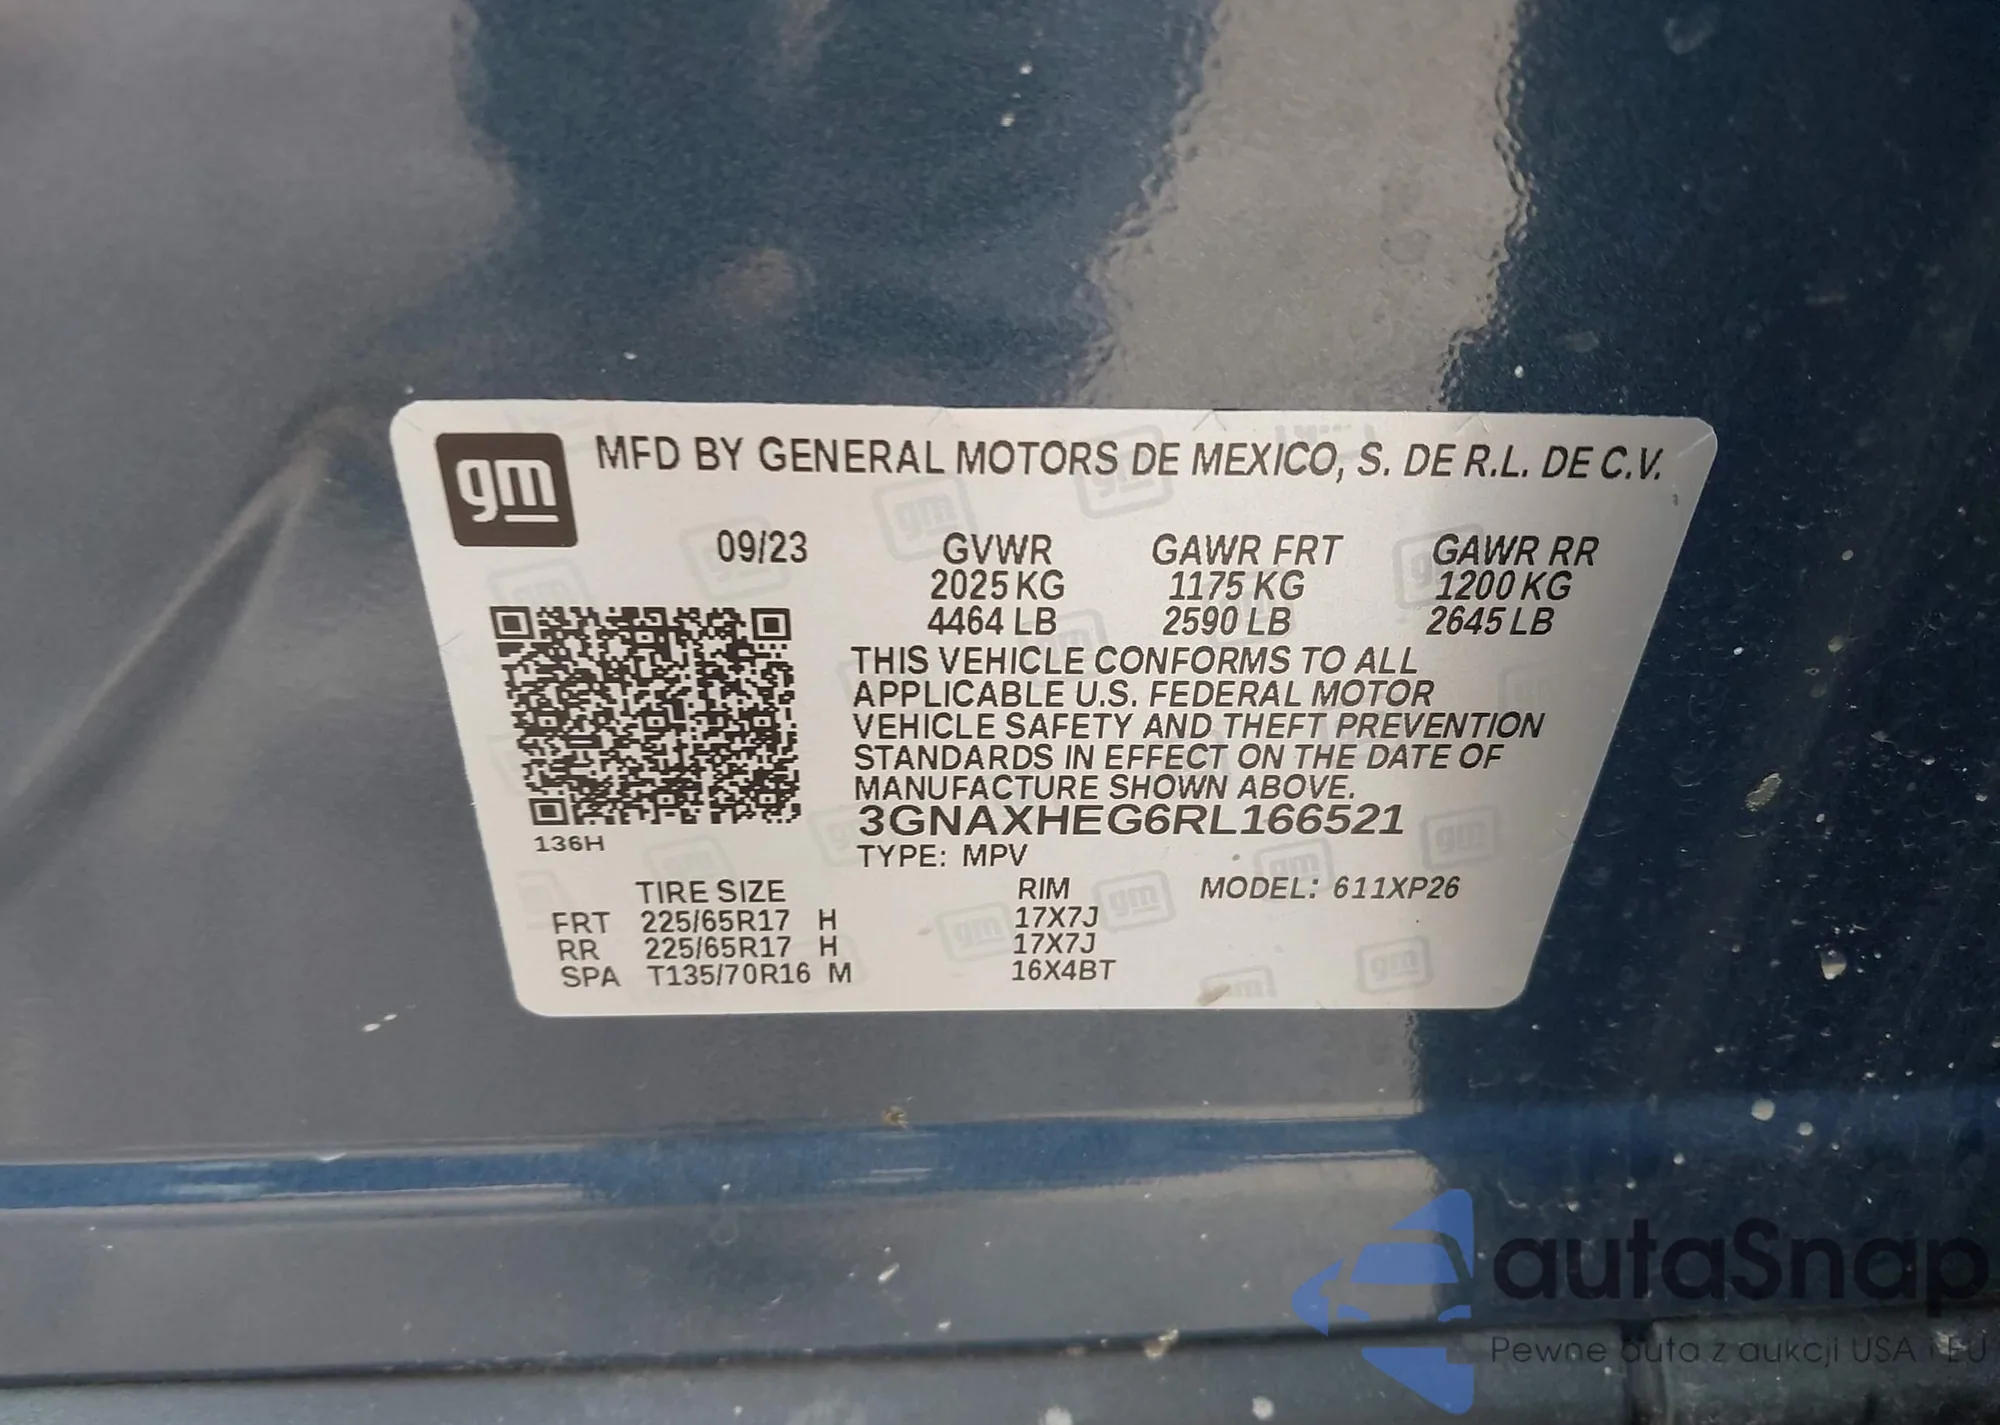 gm MFD BY GENERAL MOTORS DE MEXICO, S. DE R.L. DE C.V.
09/23 GVWR GAWR FRT GAWR RR
2025 KG 1175 KG 1200 KG
4464 LB 2590 LB 2645 LB
THIS VEHICLE CONFORMS TO ALL
APPLICABLE U.S. FEDERAL MOTOR
VEHICLE SAFETY AND THEFT PREVENTION
STANDARDS IN EFFECT ON THE DATE OF
MANUFACTURE SHOWN ABOVE.
3GNAXHEG6RL166521
136H
TYPE: MPV
TIRE SIZE RIM MODEL: 611XP26
FRT 225/65R17 H 17X7J
RR 225/65R17 H 17X7J
SPA T135/70R16 M 16X4BT
autaSnap
Pewne auta z aukcji USA i EU